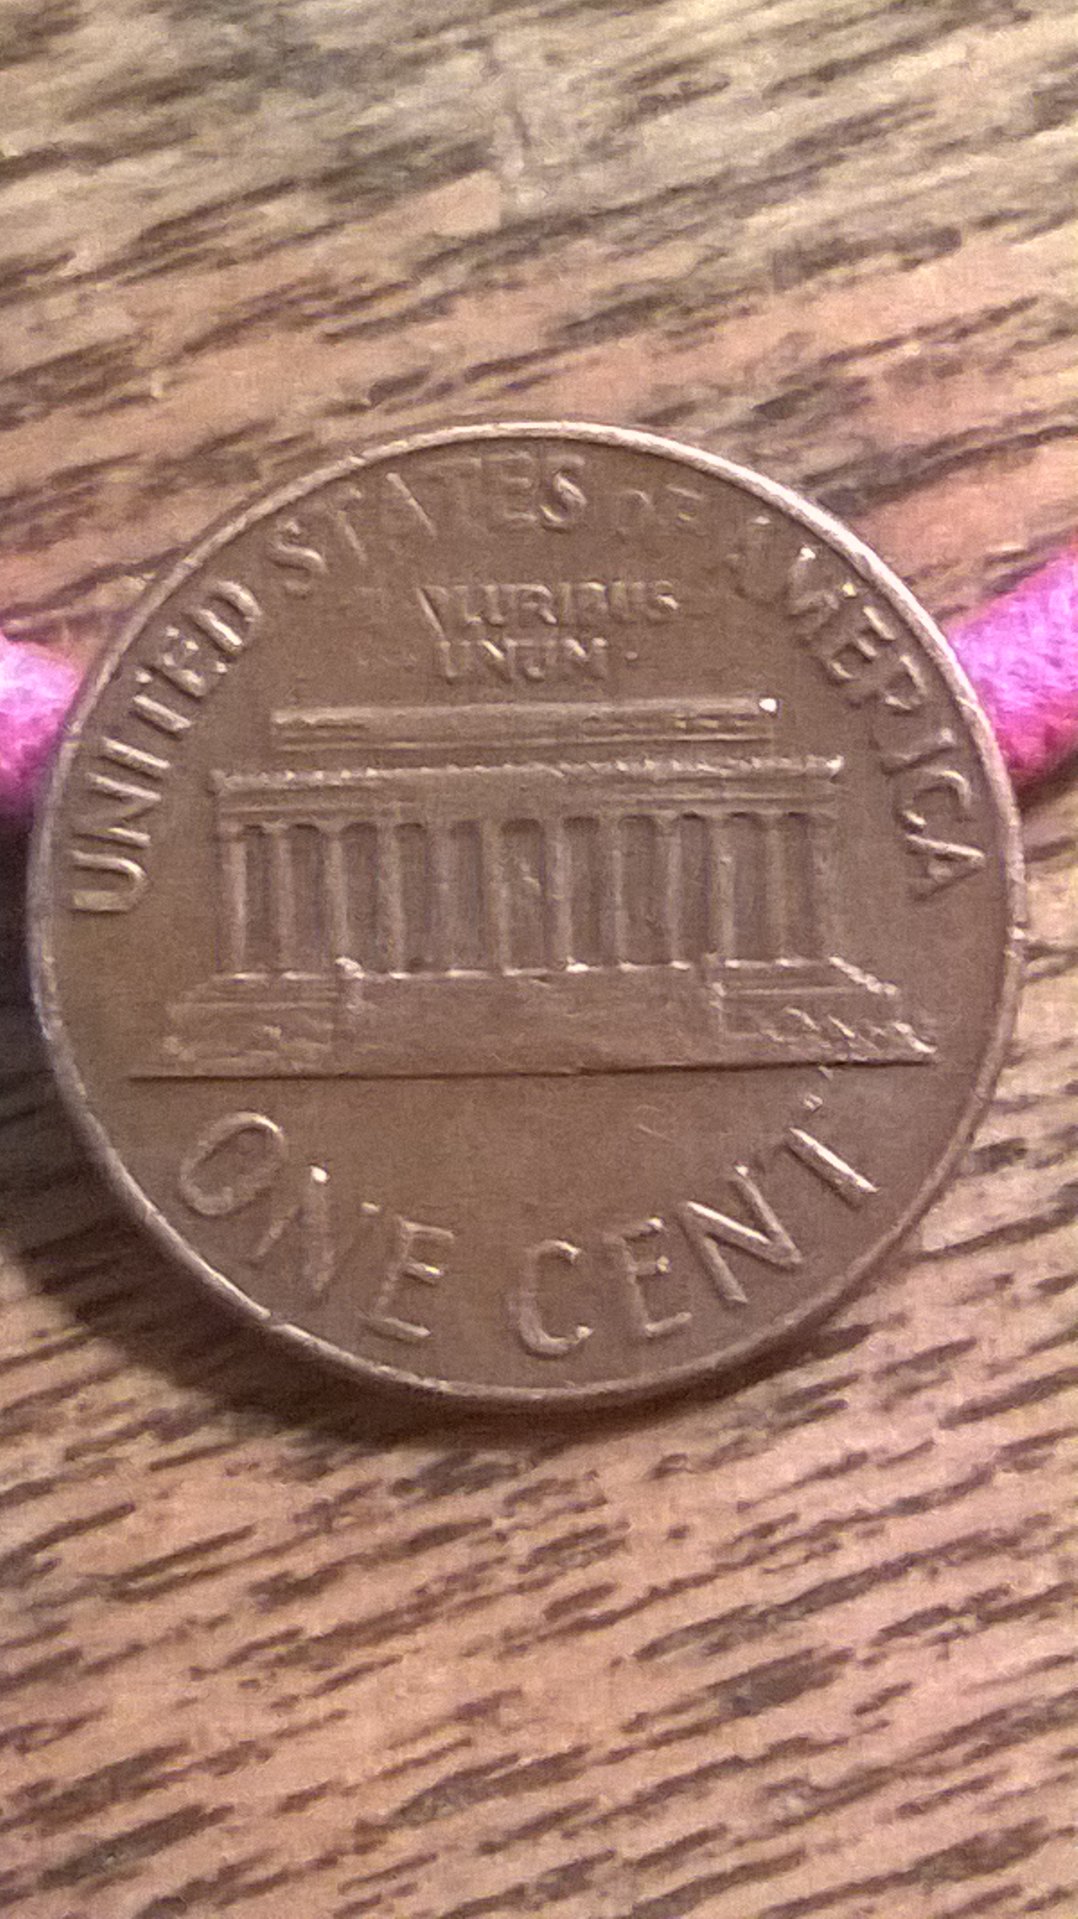 UNITED STATES OF AMERICA
PLURIBUS
UNUM
ONE CENT